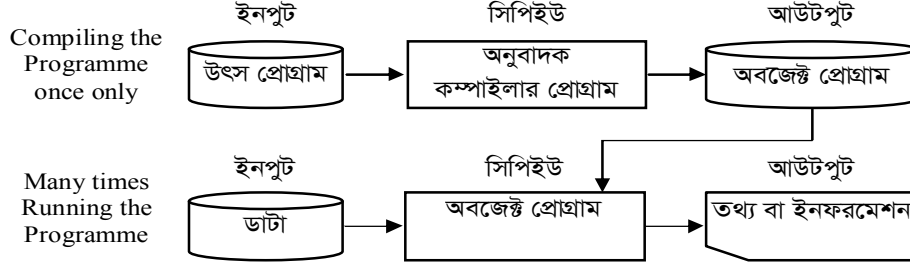 ইনপুট সিপিইউ আউটপুট
Compiling the
Programme
once only
উৎস প্রোগ্রাম
অনুবাদক
কম্পাইলার প্রোগ্রাম
অবজেক্ট প্রোগ্রাম
ইনপুট সিপিইউ আউটপুট
Many times
Running the
Programme
ডাটা
অবজেক্ট প্রোগ্রাম
তথ্য বা ইনফরমেশন